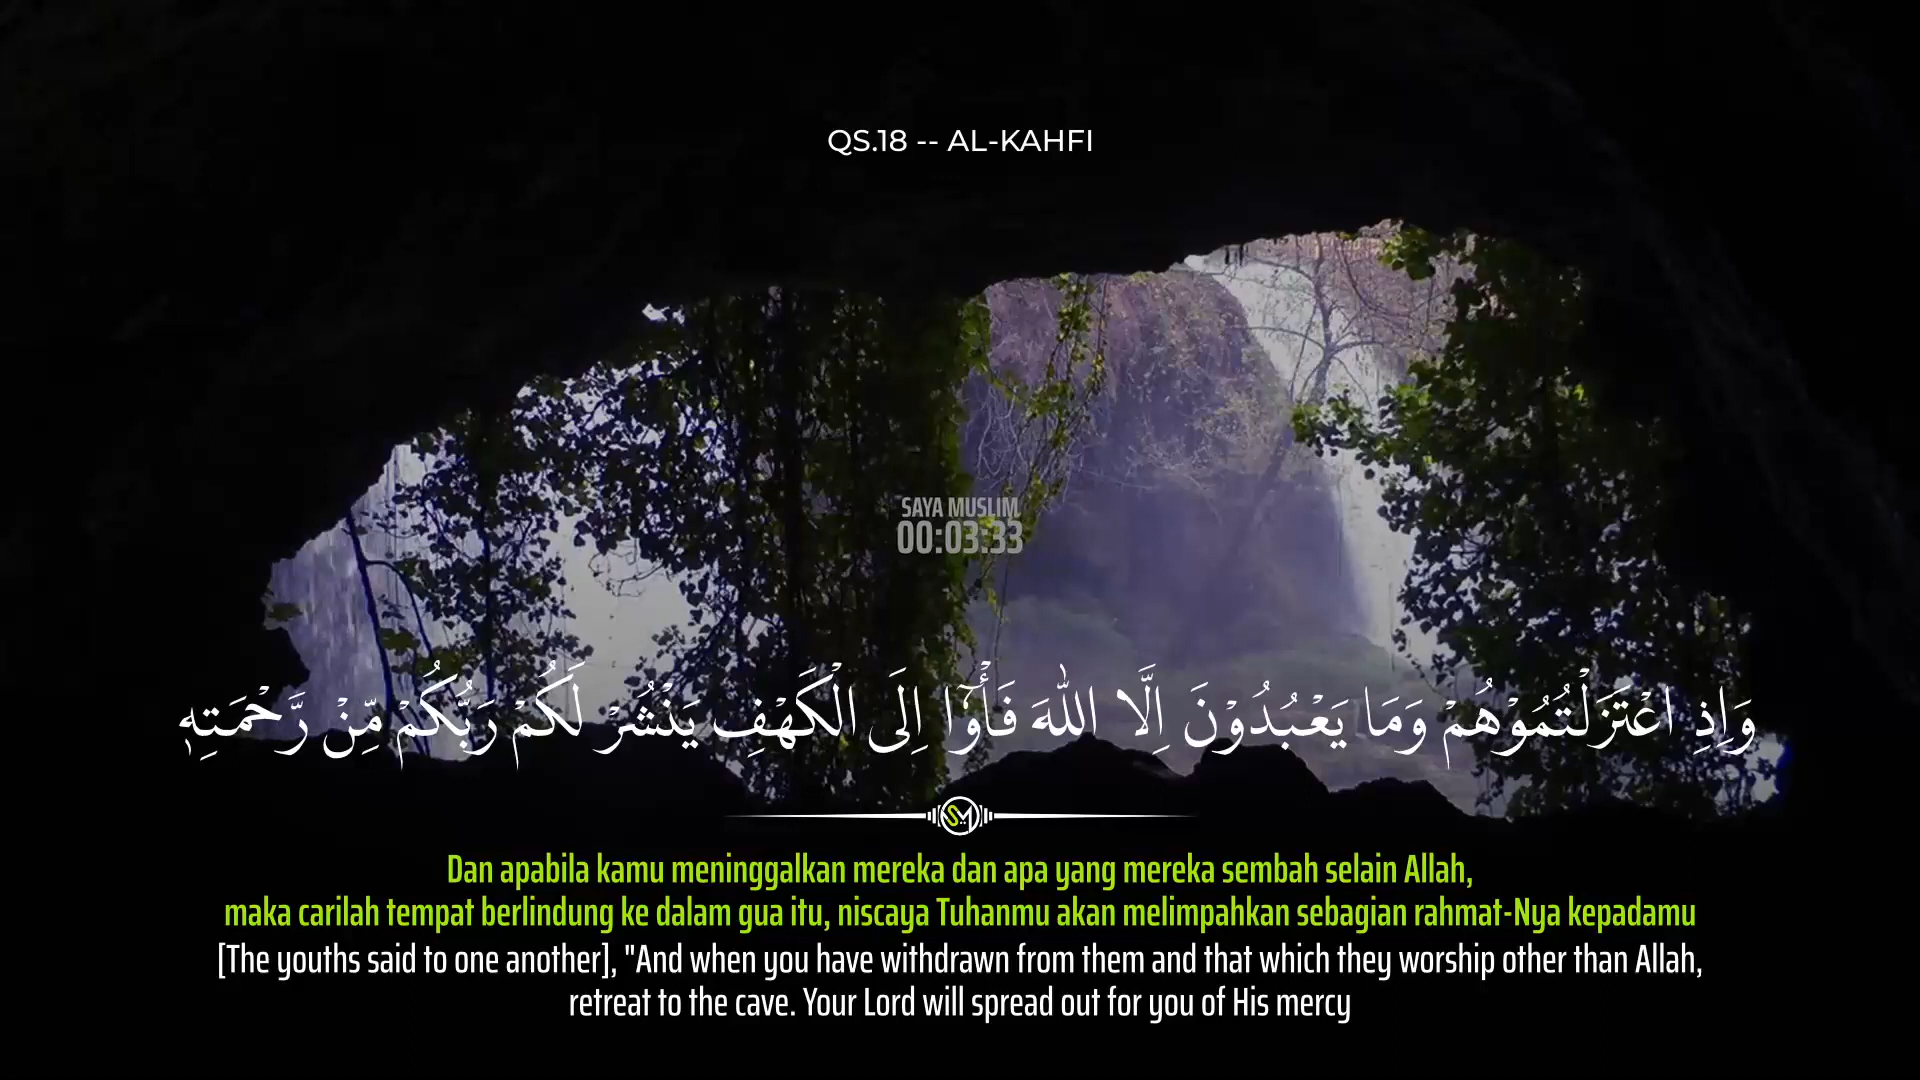 QS.18 -- AL-KAHFI
SAYA MUSLIM
00:03:33
وَاِذِ اعْتَزَلْتُمُوْهُمْ وَمَا يَعْبُدُوْنَ اِلَّا اللّٰهَ فَأْوٗٓا اِلَى الْكَهْفِ يَنْشُرْ لَكُمْ رَبُّكُمْ مِّنْ رَّحْمَتِهٖ
SM
Dan apabila kamu meninggalkan mereka dan apa yang mereka sembah selain Allah,
maka carilah tempat berlindung ke dalam gua itu, niscaya Tuhanmu akan melimpahkan sebagian rahmat-Nya kepadamu
[The youths said to one another], "And when you have withdrawn from them and that which they worship other than Allah,
retreat to the cave. Your Lord will spread out for you of His mercy